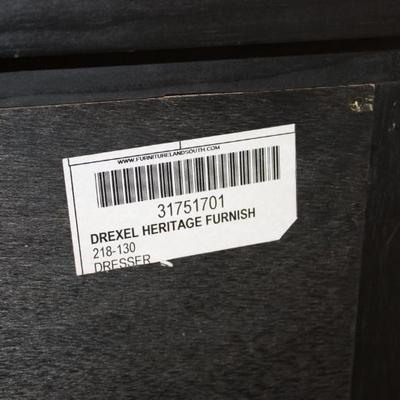 WWW.FURNITURELANDSOUTH.COM
31751701
DREXEL HERITAGE FURNISH
218-130
DRESSER